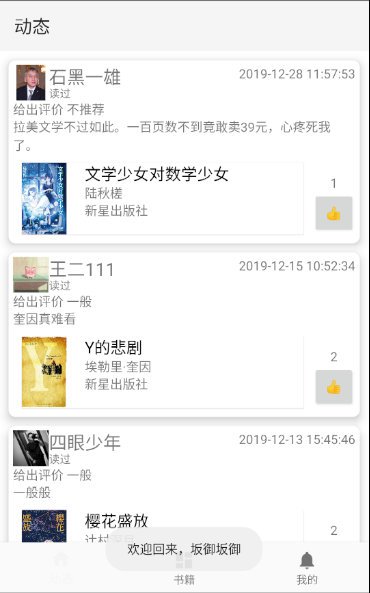 动态
石黑一雄
2019-12-28 11:57:53
读过
给出评价 不推荐
拉美文学不过如此。一百页数不到竟敢卖39元，心疼死我
了。
文学少女对数学少女
陆秋槎
新星出版社
1
王二111
2019-12-15 10:52:34
读过
给出评价 一般
奎因真难看
Y的悲剧
埃勒里·奎因
新星出版社
2
四眼少年
2019-12-13 15:45:46
读过
给出评价 一般
一般般
樱花盛放
2
欢迎回来，坂御坂御
书籍
我的